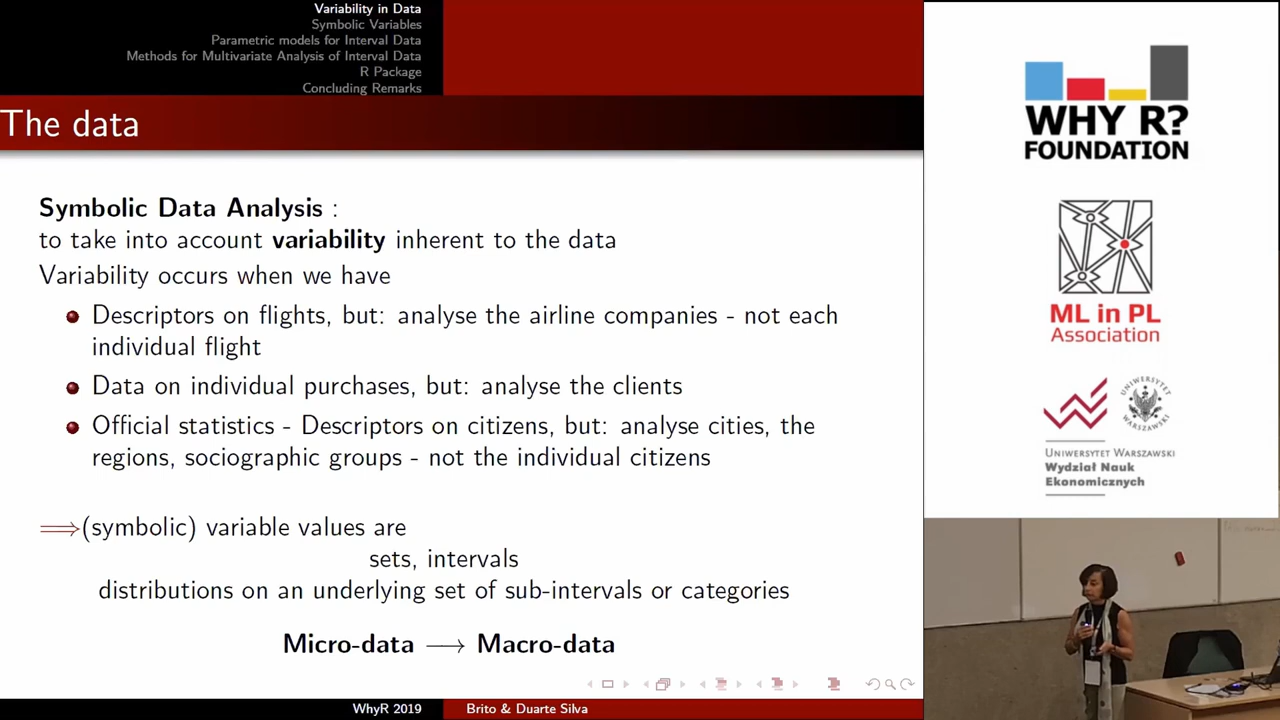 Variability in Data
Symbolic Variables
Parametric models for Interval Data
Methods for Multivariate Analysis of Interval Data
R Package
Concluding Remarks
The data
Symbolic Data Analysis :
to take into account variability inherent to the data
Variability occurs when we have
Descriptors on flights, but: analyse the airline companies - not each
individual flight
Data on individual purchases, but: analyse the clients
Official statistics - Descriptors on citizens, but: analyse cities, the
regions, sociographic groups - not the individual citizens
⟹(symbolic) variable values are
sets, intervals
distributions on an underlying set of sub-intervals or categories
Micro-data ⟶ Macro-data
WhyR 2019
Brito & Duarte Silva
WHY R?
FOUNDATION
ML in PL
Association
UNIWERSYTET
WARSZAWSKI
UNIWERSYTET WARSZAWSKI
Wydział Nauk
Ekonomicznych